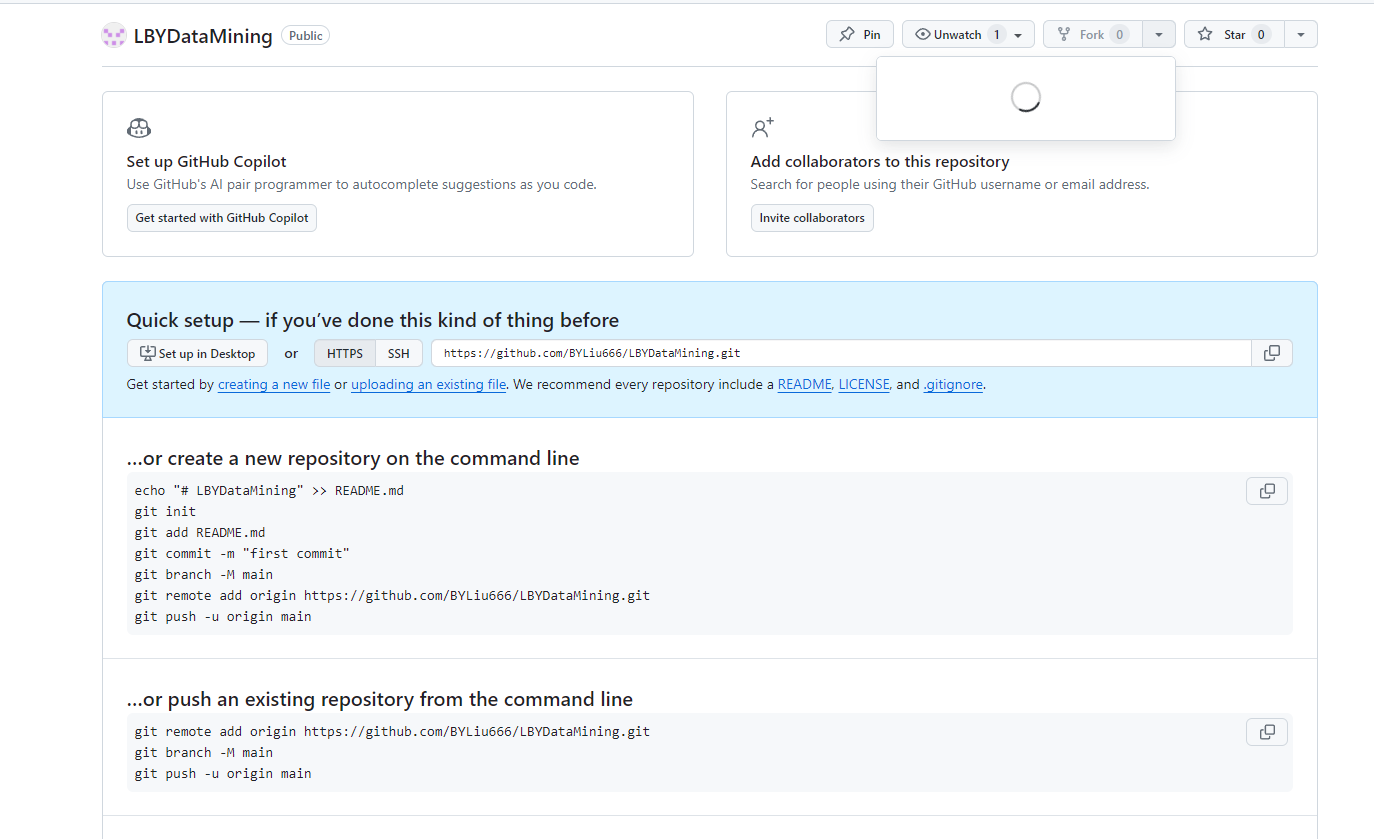 LBYDataMining Public Pin Unwatch 1 Fork 0 Star 0
Set up GitHub Copilot
Use GitHub's AI pair programmer to autocomplete suggestions as you code.
Get started with GitHub Copilot
Add collaborators to this repository
Search for people using their GitHub username or email address.
Invite collaborators
Quick setup — if you’ve done this kind of thing before
Set up in Desktop or HTTPS SSH https://github.com/BYLiu666/LBYDataMining.git
Get started by creating a new file or uploading an existing file. We recommend every repository include a README, LICENSE, and .gitignore.
…or create a new repository on the command line
echo "# LBYDataMining" >> README.md
git init
git add README.md
git commit -m "first commit"
git branch -M main
git remote add origin https://github.com/BYLiu666/LBYDataMining.git
git push -u origin main
…or push an existing repository from the command line
git remote add origin https://github.com/BYLiu666/LBYDataMining.git
git branch -M main
git push -u origin main